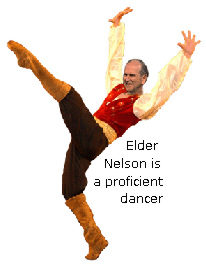 Elder
Nelson is
a proficient
dancer